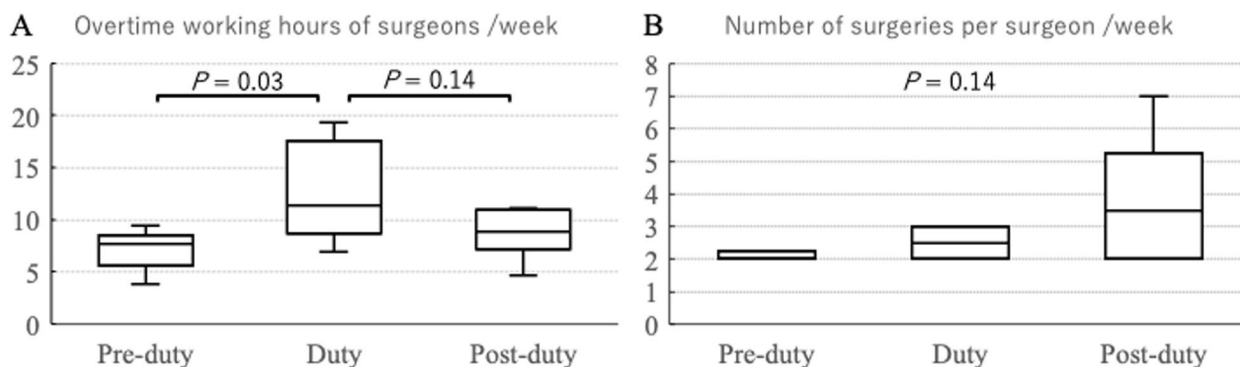 A Overtime working hours of surgeons /week
25
20
15
10
5
0
P = 0.03
P = 0.14
Pre-duty Duty Post-duty
B Number of surgeries per surgeon /week
8
7
6
5
4
3
2
1
0
P = 0.14
Pre-duty Duty Post-duty